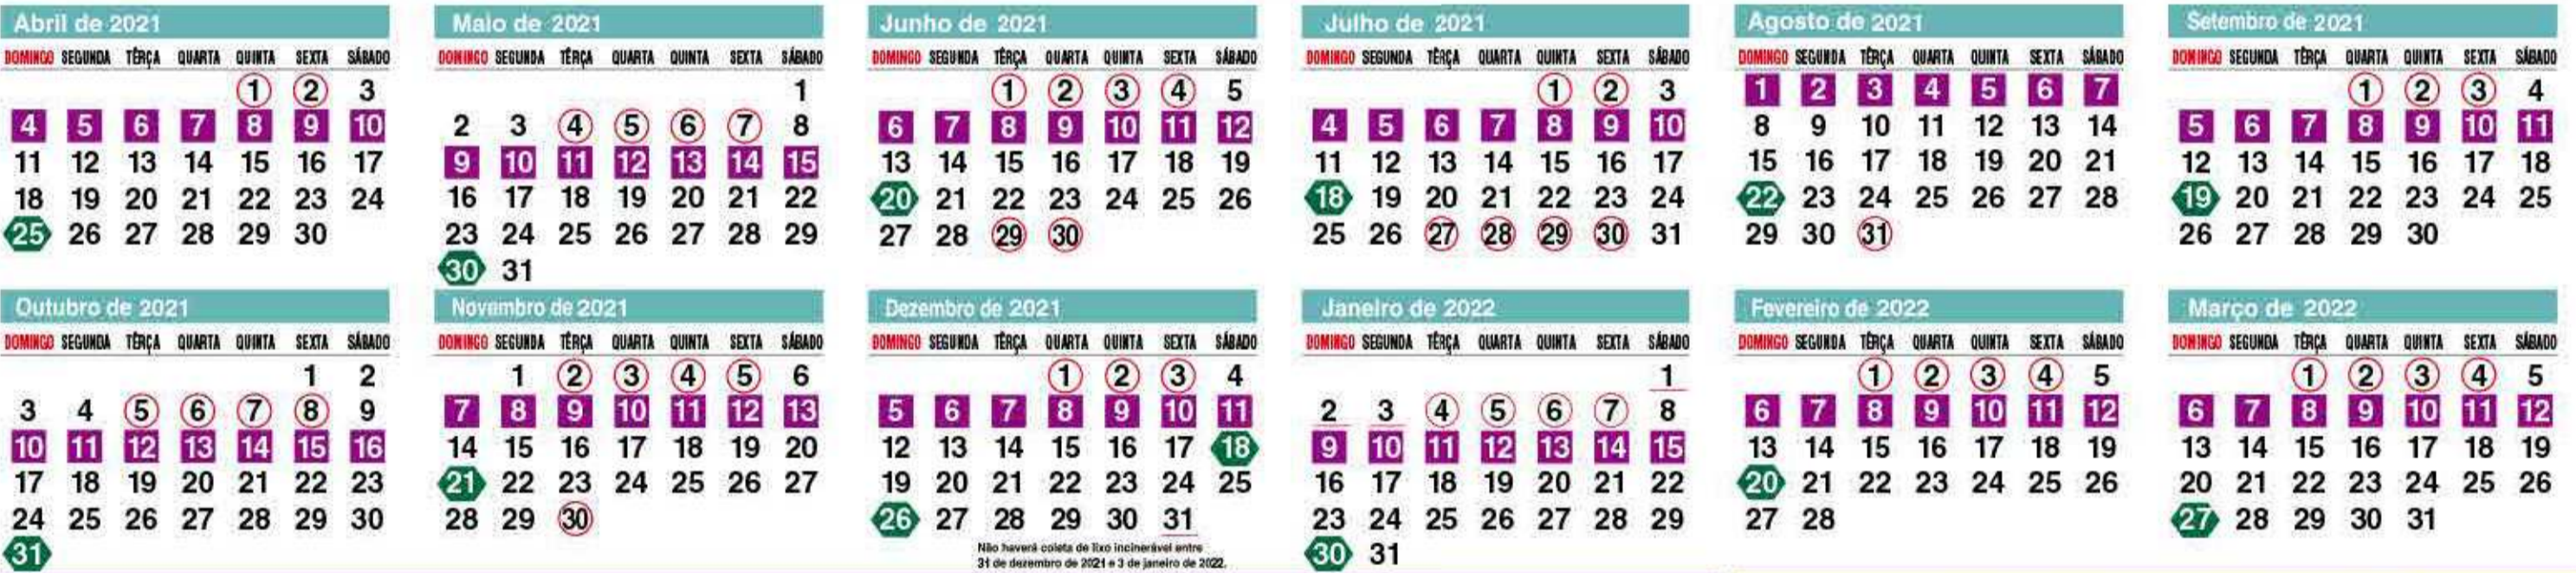 Abril de 2021
DOMINGO SEGUNDA TÊRÇA QUARTA QUINTA SEXTA SÁBADO
1 2 3
4 5 6 7 8 9 10
11 12 13 14 15 16 17
18 19 20 21 22 23 24
25 26 27 28 29 30
Maio de 2021
DOMINGO SEGUNDA TÊRÇA QUARTA QUINTA SEXTA SÁBADO
1
2 3 4 5 6 7 8
9 10 11 12 13 14 15
16 17 18 19 20 21 22
23 24 25 26 27 28 29
30 31
Junho de 2021
DOMINGO SEGUNDA TÊRÇA QUARTA QUINTA SEXTA SÁBADO
1 2 3 4 5
6 7 8 9 10 11 12
13 14 15 16 17 18 19
20 21 22 23 24 25 26
27 28 29 30
Julho de 2021
DOMINGO SEGUNDA TÊRÇA QUARTA QUINTA SEXTA SÁBADO
1 2 3
4 5 6 7 8 9 10
11 12 13 14 15 16 17
18 19 20 21 22 23 24
25 26 27 28 29 30 31
Agosto de 2021
DOMINGO SEGUNDA TÊRÇA QUARTA QUINTA SEXTA SÁBADO
1 2 3 4 5 6 7
8 9 10 11 12 13 14
15 16 17 18 19 20 21
22 23 24 25 26 27 28
29 30 31
Setembro de 2021
DOMINGO SEGUNDA TÊRÇA QUARTA QUINTA SEXTA SÁBADO
1 2 3 4
5 6 7 8 9 10 11
12 13 14 15 16 17 18
19 20 21 22 23 24 25
26 27 28 29 30
Outubro de 2021
DOMINGO SEGUNDA TÊRÇA QUARTA QUINTA SEXTA SÁBADO
1 2
3 4 5 6 7 8 9
10 11 12 13 14 15 16
17 18 19 20 21 22 23
24 25 26 27 28 29 30
31
Novembro de 2021
DOMINGO SEGUNDA TÊRÇA QUARTA QUINTA SEXTA SÁBADO
1 2 3 4 5 6
7 8 9 10 11 12 13
14 15 16 17 18 19 20
21 22 23 24 25 26 27
28 29 30
Dezembro de 2021
DOMINGO SEGUNDA TÊRÇA QUARTA QUINTA SEXTA SÁBADO
1 2 3 4
5 6 7 8 9 10 11
12 13 14 15 16 17 18
19 20 21 22 23 24 25
26 27 28 29 30 31
Não haverá coleta de lixo incinerável entre
31 de dezembro de 2021 e 3 de janeiro de 2022.
Janeiro de 2022
DOMINGO SEGUNDA TÊRÇA QUARTA QUINTA SEXTA SÁBADO
1
2 3 4 5 6 7 8
9 10 11 12 13 14 15
16 17 18 19 20 21 22
23 24 25 26 27 28 29
30 31
Fevereiro de 2022
DOMINGO SEGUNDA TÊRÇA QUARTA QUINTA SEXTA SÁBADO
1 2 3 4 5
6 7 8 9 10 11 12
13 14 15 16 17 18 19
20 21 22 23 24 25 26
27 28
Março de 2022
DOMINGO SEGUNDA TÊRÇA QUARTA QUINTA SEXTA SÁBADO
1 2 3 4 5
6 7 8 9 10 11 12
13 14 15 16 17 18 19
20 21 22 23 24 25 26
27 28 29 30 31